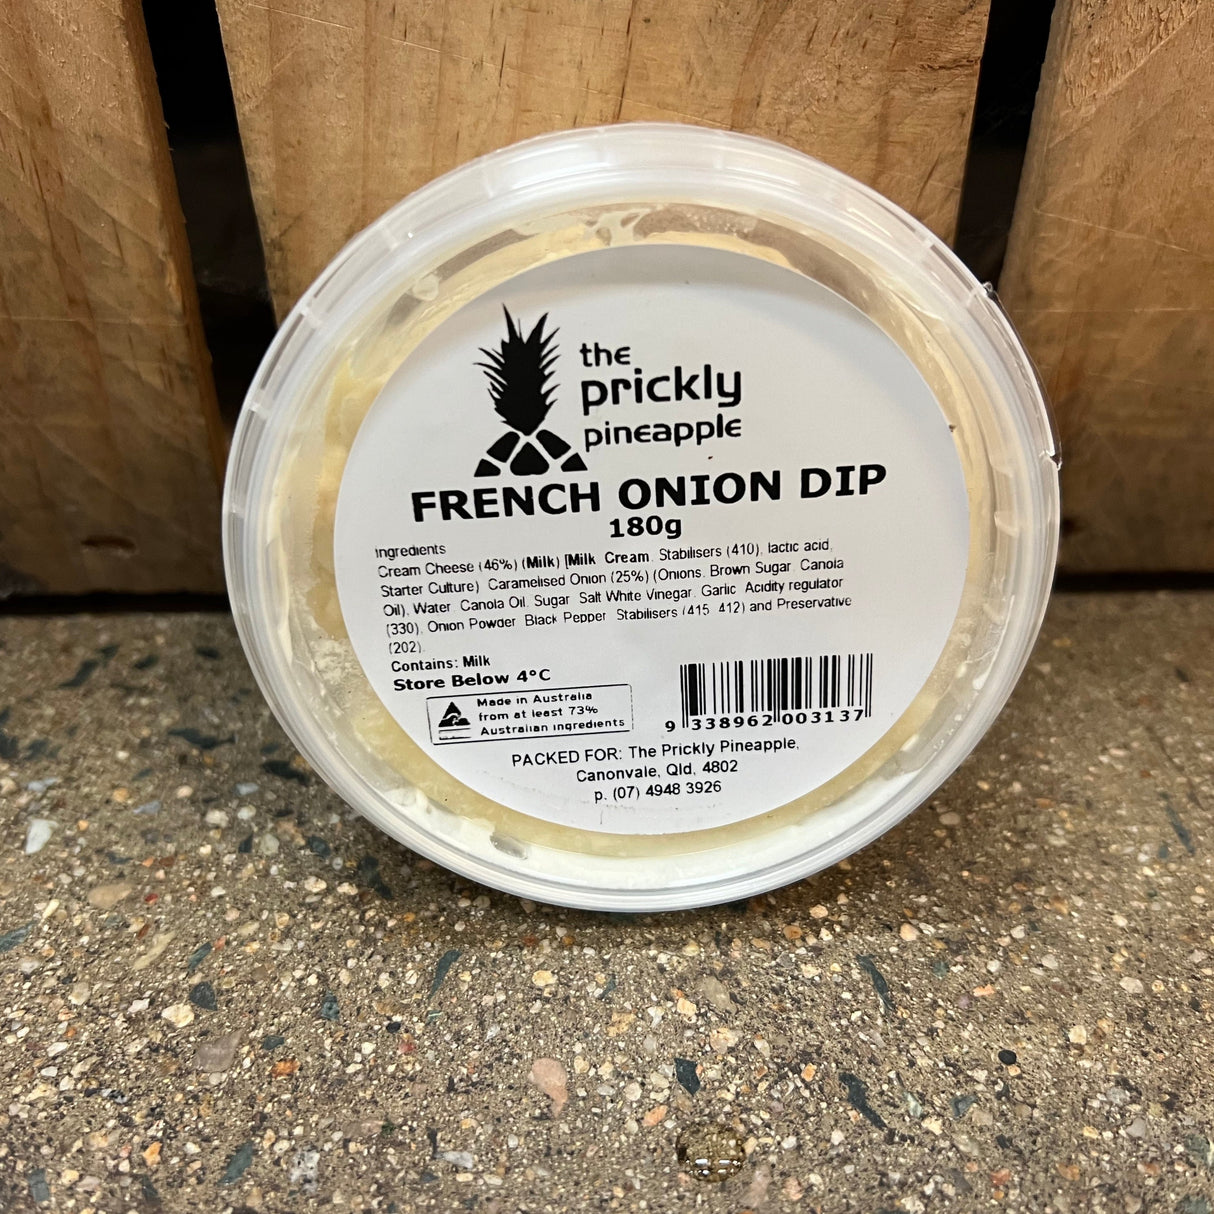 the
prickly
pineapple
FRENCH ONION DIP
180g
Ingredients
Cream Cheese (46%) (Milk) [Milk, Cream, Stabilisers (410), lactic acid,
Starter Culture), Caramelised Onion (25%) (Onions, Brown Sugar, Canola
Oil), Water, Canola Oil, Sugar, Salt White Vinegar, Garlic, Acidity regulator
(330), Onion Powder, Black Pepper, Stabilisers (415, 412) and Preservative
(202).
Contains: Milk
Store Below 4°C
Made in Australia
from at least 73%
Australian ingredients
9 338962 003137
PACKED FOR: The Prickly Pineapple,
Canonvale, Qld, 4802
p. (07) 4948 3926